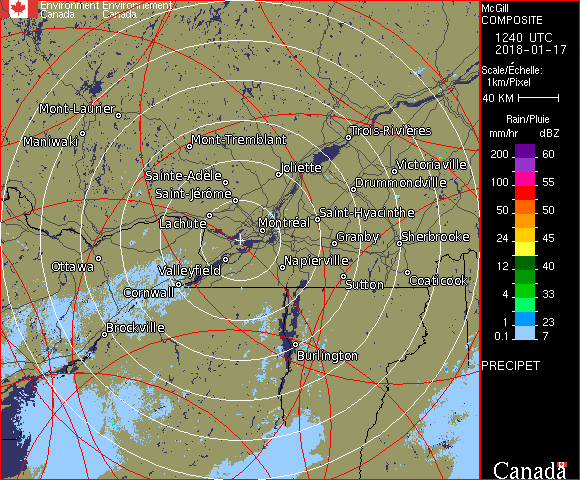 Environment Environnement
Canada Canada
McGill
COMPOSITE
1240 UTC
2018-01-17
Scale/Échelle:
1km/Pixel
40 KM
Rain/Pluie
mm/hr dBZ
200 60
100 55
50 50
24 45
12 40
4 33
1 23
0.1 7
PRECIPET
Canada
Mont-Laurier
Maniwaki
Mont-Tremblant
Trois-Rivières
Sainte-Adèle
Joliette
Victoriaville
Saint-Jérôme
Drummondville
Lachute
Montréal
Saint-Hyacinthe
Granby
Sherbrooke
Ottawa
Valleyfield
Napierville
Cornwall
Sutton
Coaticook
Brockville
Burlington